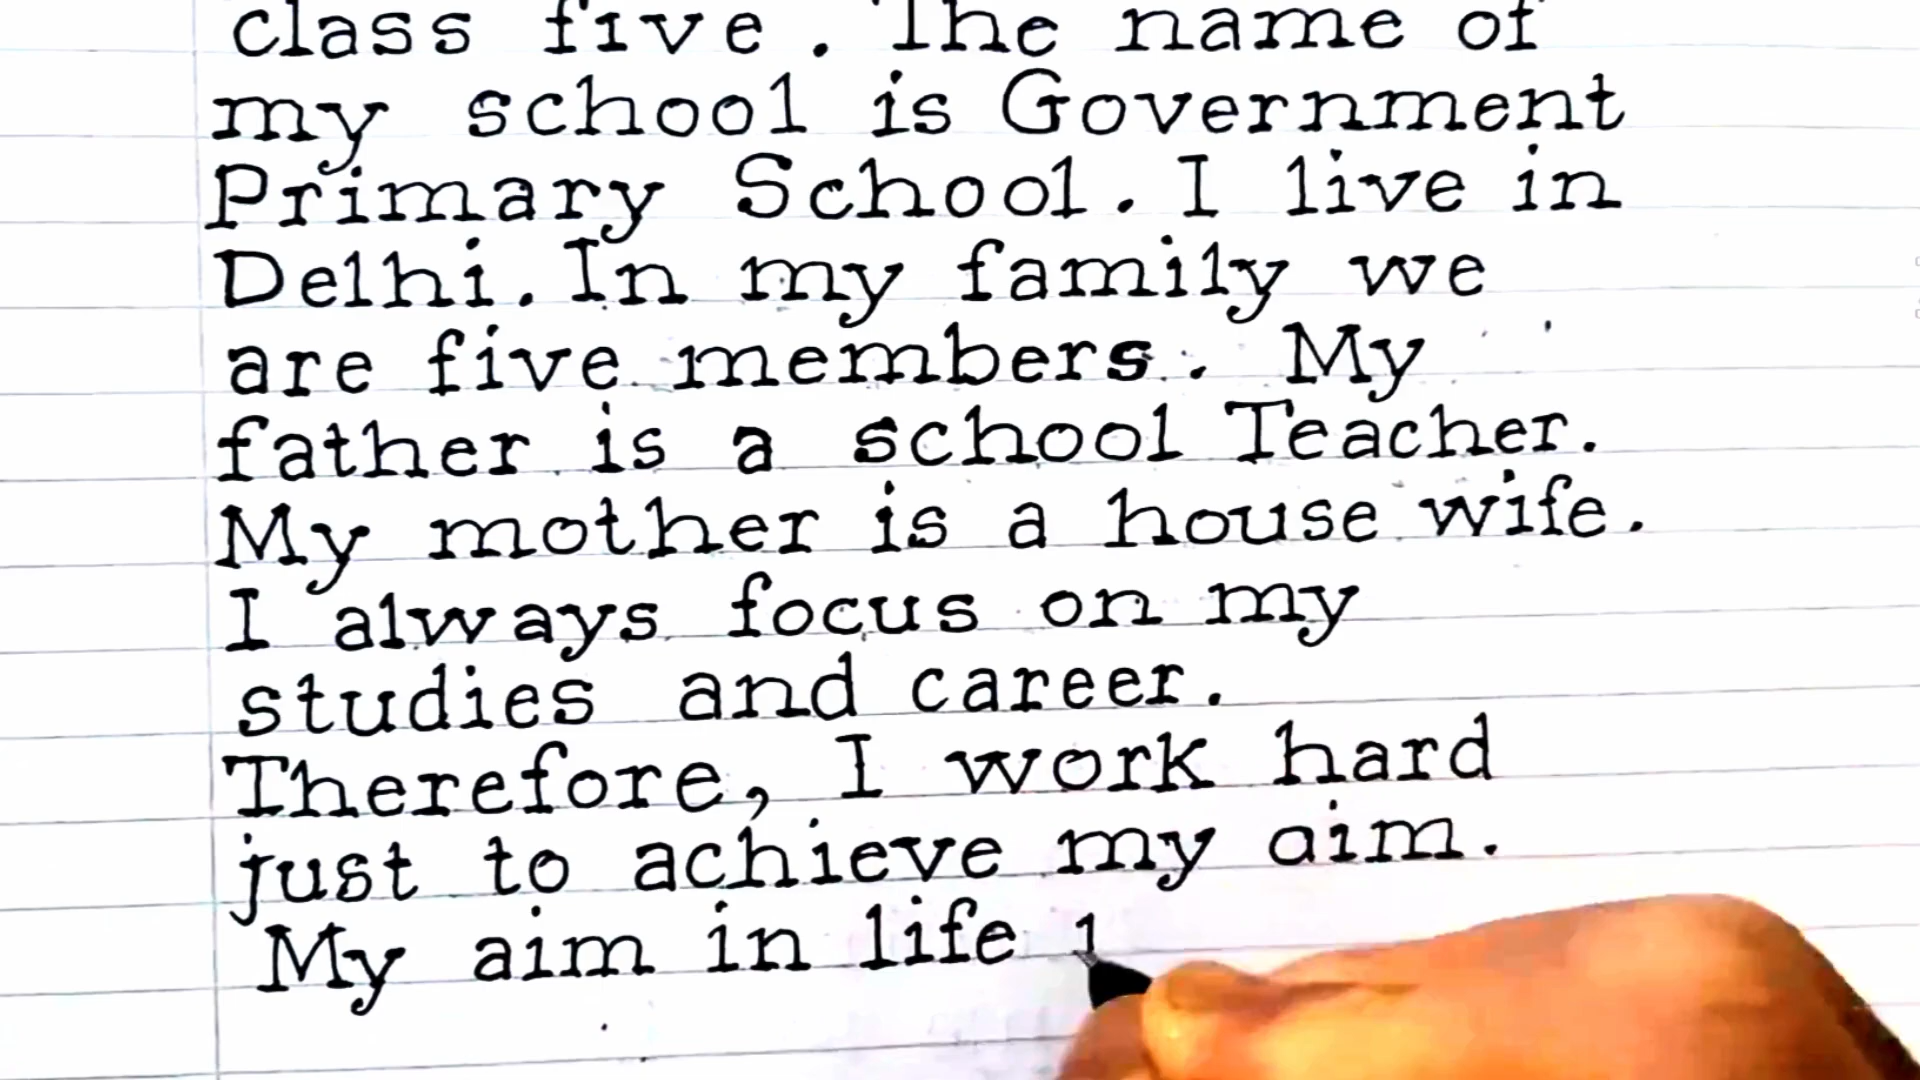 class five. The name of
my school is Government
Primary School. I live in
Delhi. In my family we
are five members. My
father is a school Teacher.
My mother is a house wife.
I always focus on my
studies and career.
Therefore, I work hard
just to achieve my aim.
My aim in life